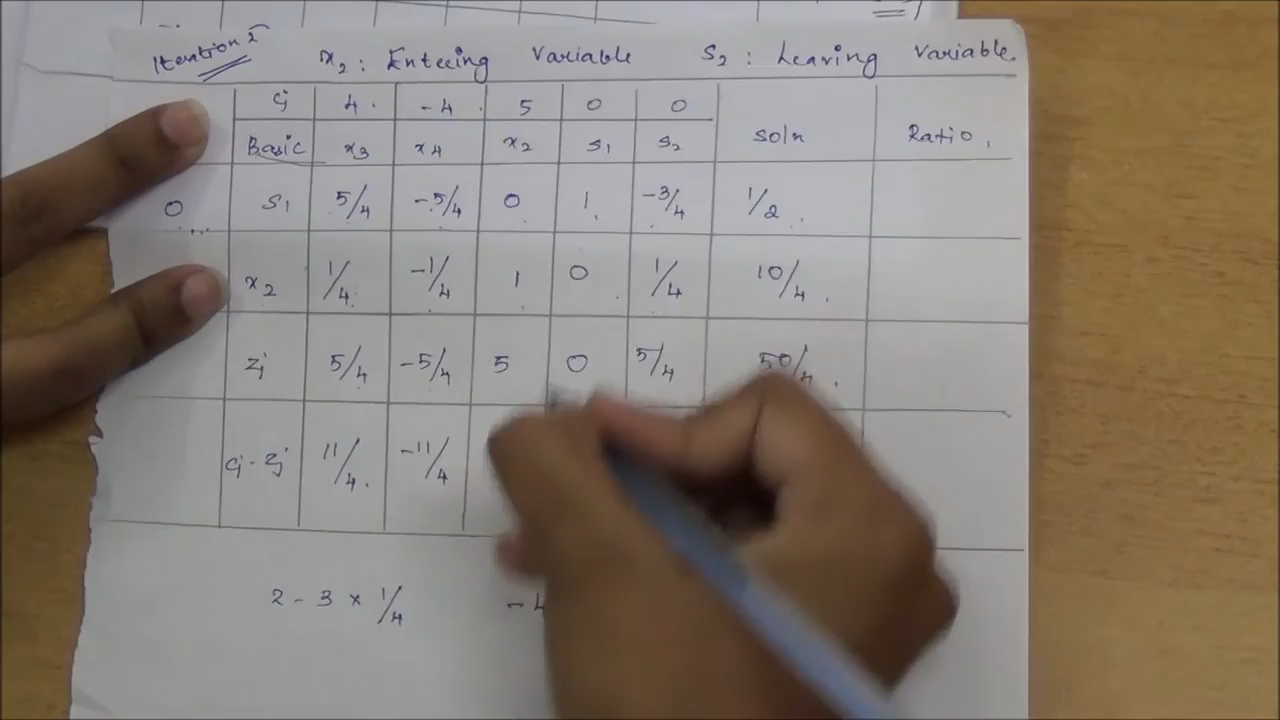 Iteration 2 x₂ : Entering Variable S₂ : Leaving Variable
Cj 4 -4 5 0 0 Soln Ratio
Basic x₃ x₄ x₂ S₁ S₂
0 S₁ 5/4 -5/4 0 1 -3/4 1/2
x₂ 1/4 -1/4 1 0 1/4 10/4
Zj 5/4 -5/4 5 0 5/4 50/4
Cj - Zj 11/4 -11/4
2 - 3 × 1/4